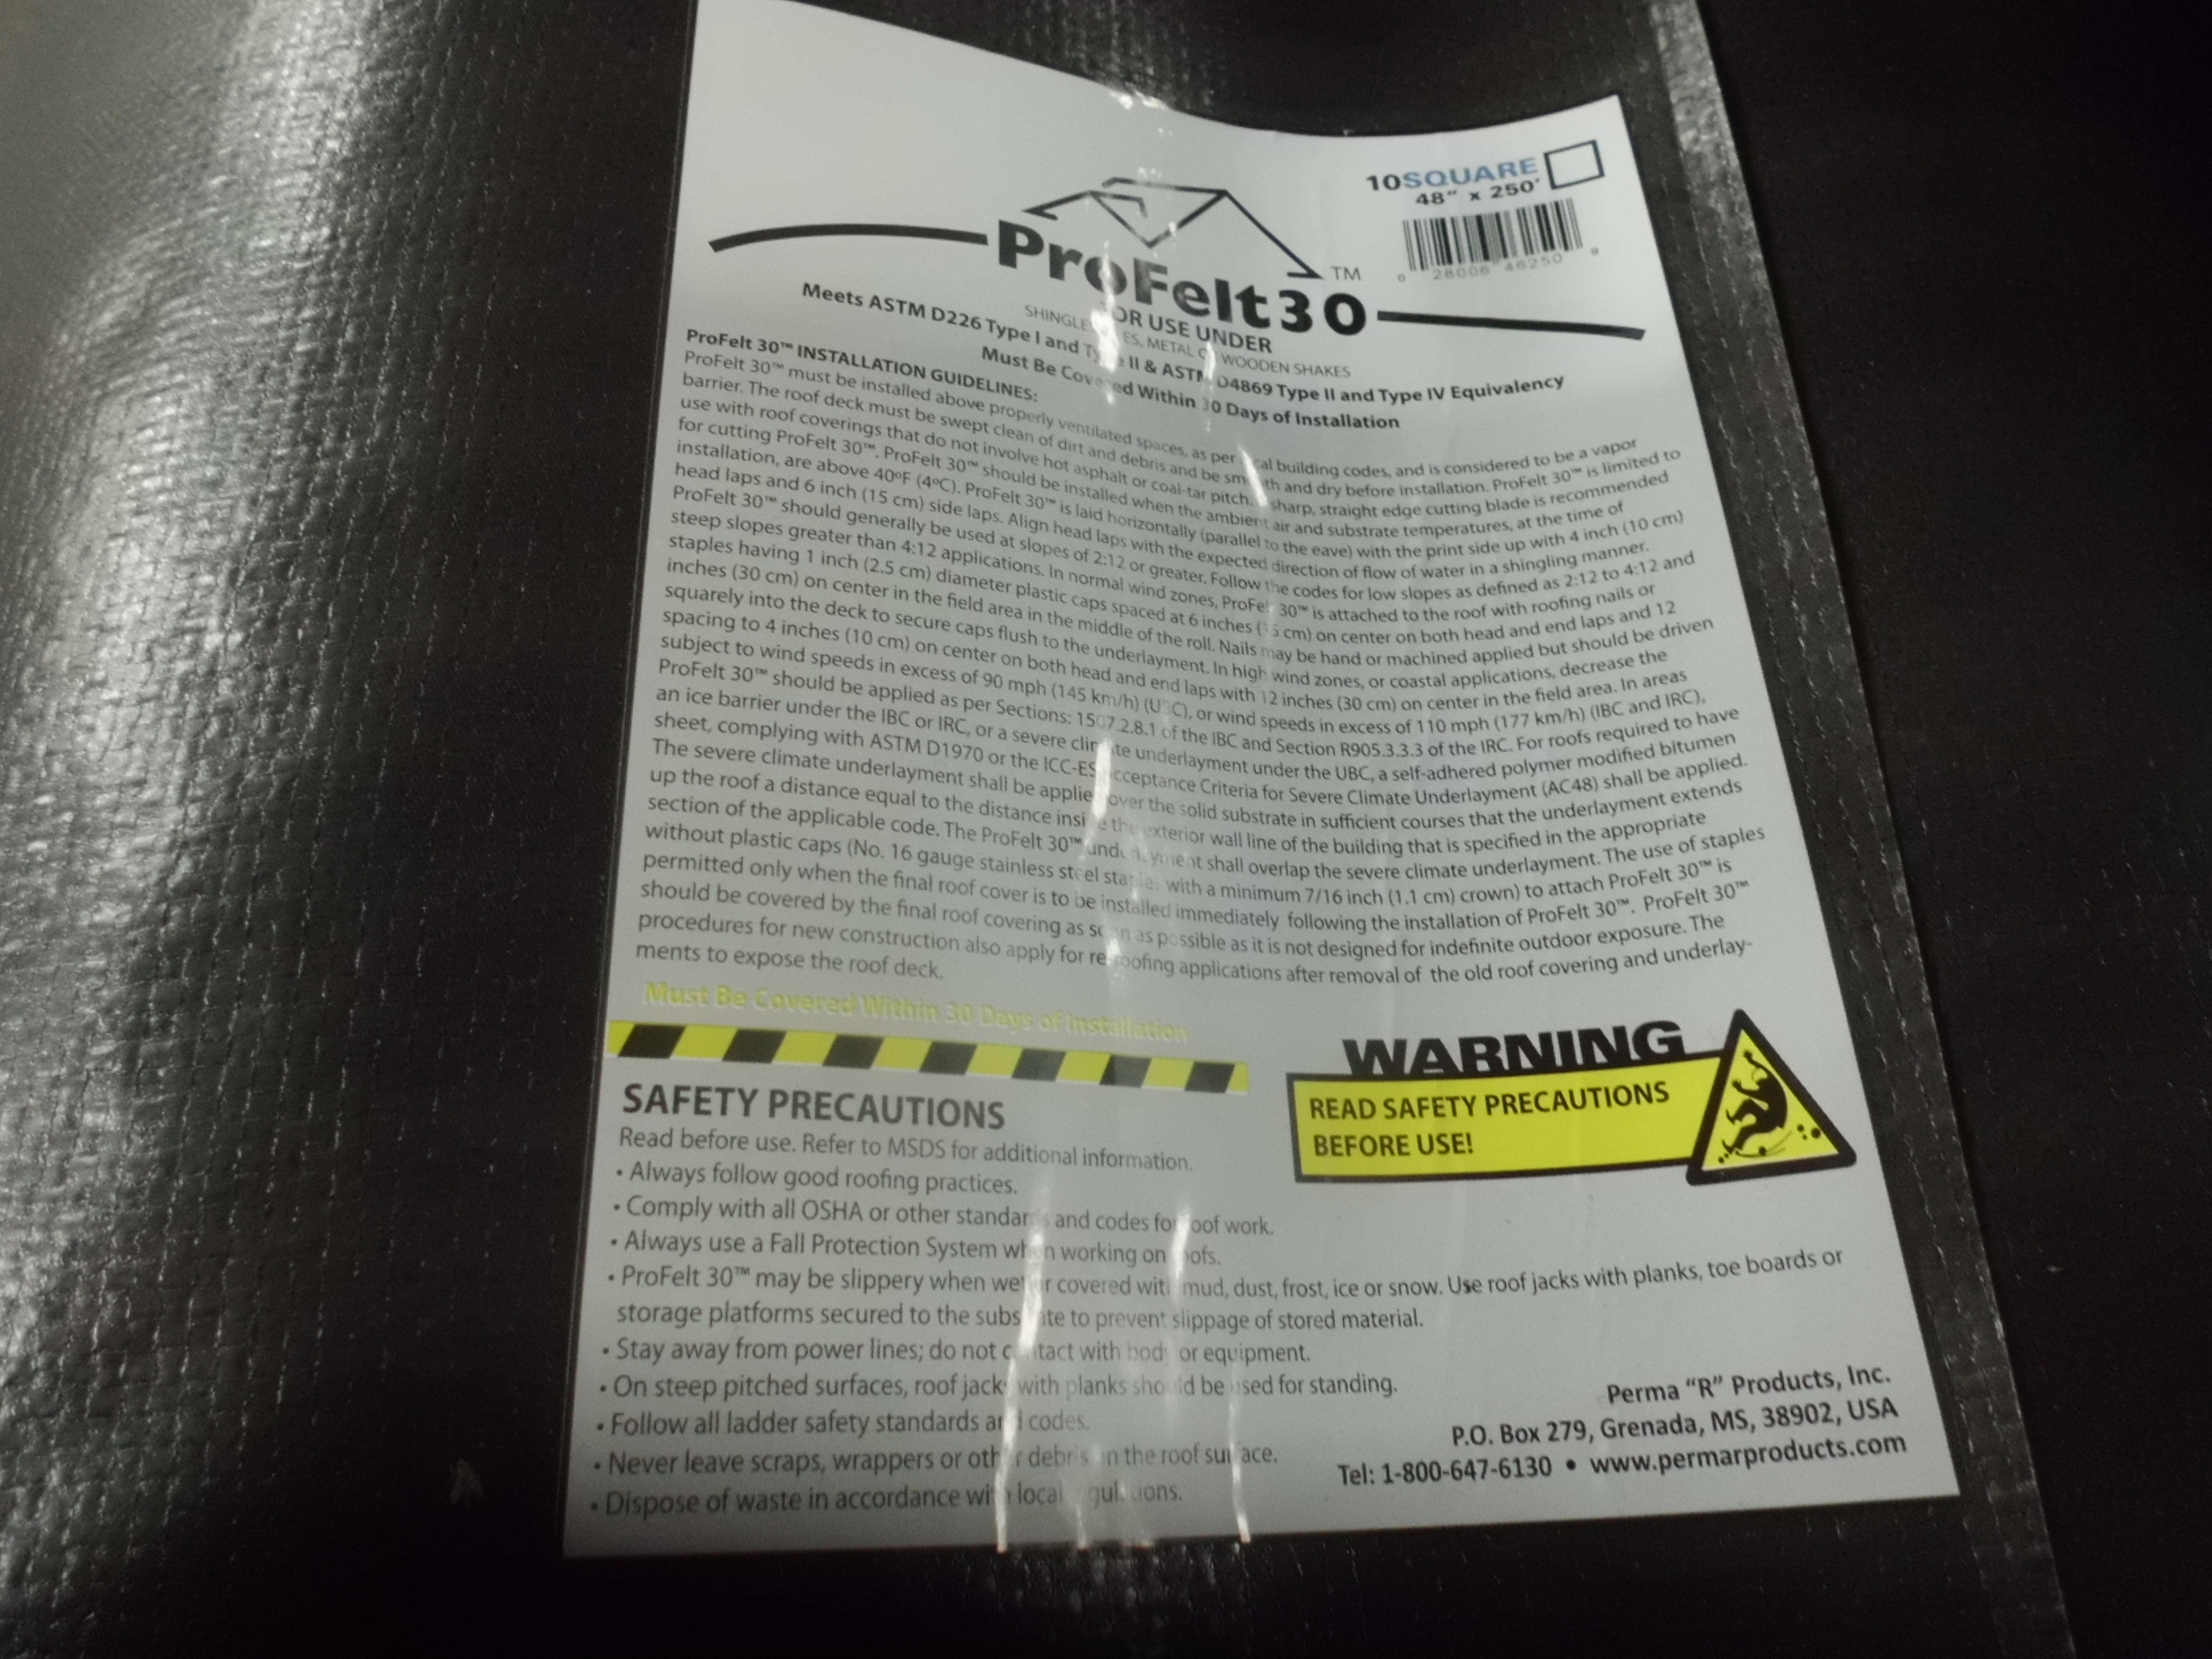 10SQUARE
48" x 250'
0 28006 46250 9
ProFelt30 TM
FOR USE UNDER
METAL WOODEN SHAKES
Meets ASTM D226 Type I and Type II & ASTM D4869 Type II and Type IV Equivalency
Must Be Covered Within 30 Days of Installation
ProFelt 30™ INSTALLATION GUIDELINES:
ProFelt 30™ must be installed above properly ventilated spaces, as per local building codes, and is considered to be a vapor
barrier. The roof deck must be swept clean of dirt and debris and be smooth and dry before installation. ProFelt 30™ is limited to
use with roof coverings that do not involve hot asphalt or coal-tar pitch. A sharp, straight edge cutting blade is recommended
for cutting ProFelt 30™. ProFelt 30™ should be installed when the ambient air and substrate temperatures, at the time of
installation, are above 40ºF (4ºC). ProFelt 30™ is laid horizontally (parallel to the eave) with the print side up with 4 inch (10 cm)
head laps and 6 inch (15 cm) side laps. Align head laps with the expected direction of flow of water in a shingling manner.
ProFelt 30™ should generally be used at slopes of 2:12 or greater. Follow the codes for low slopes as defined as 2:12 to 4:12 and
steep slopes greater than 4:12 applications. In normal wind zones, ProFelt 30™ is attached to the roof with roofing nails or
staples having 1 inch (2.5 cm) diameter plastic caps spaced at 6 inches (15 cm) on center on both head and end laps and 12
inches (30 cm) on center in the field area in the middle of the roll. Nails may be hand or machined applied but should be driven
squarely into the deck to secure caps flush to the underlayment. In high wind zones, or coastal applications, decrease the
spacing to 4 inches (10 cm) on center on both head and end laps with 12 inches (30 cm) on center in the field area. In areas
subject to wind speeds in excess of 90 mph (145 km/h) (UBC), or wind speeds in excess of 110 mph (177 km/h) (IBC and IRC),
ProFelt 30™ should be applied as per Sections: 1507.2.8.1 of the IBC and Section R905.3.3.3 of the IRC. For roofs required to have
an ice barrier under the IBC or IRC, or a severe climate underlayment under the UBC, a self-adhered polymer modified bitumen
sheet, complying with ASTM D1970 or the ICC-ES Acceptance Criteria for Severe Climate Underlayment (AC48) shall be applied.
The severe climate underlayment shall be applied over the solid substrate in sufficient courses that the underlayment extends
up the roof a distance equal to the distance inside the exterior wall line of the building that is specified in the appropriate
section of the applicable code. The ProFelt 30™ underlayment shall overlap the severe climate underlayment. The use of staples
without plastic caps (No. 16 gauge stainless steel staples with a minimum 7/16 inch (1.1 cm) crown) to attach ProFelt 30™ is
permitted only when the final roof cover is to be installed immediately following the installation of ProFelt 30™. ProFelt 30™
should be covered by the final roof covering as soon as possible as it is not designed for indefinite outdoor exposure. The
procedures for new construction also apply for re-roofing applications after removal of the old roof covering and underlay-
ments to expose the roof deck.
Must Be Covered Within 30 Days of Installation
WARNING
READ SAFETY PRECAUTIONS
BEFORE USE!
SAFETY PRECAUTIONS
Read before use. Refer to MSDS for additional information.
• Always follow good roofing practices.
• Comply with all OSHA or other standards and codes for roof work.
• Always use a Fall Protection System when working on roofs.
• ProFelt 30™ may be slippery when wet or covered with mud, dust, frost, ice or snow. Use roof jacks with planks, toe boards or
storage platforms secured to the substrate to prevent slippage of stored material.
• Stay away from power lines; do not contact with body or equipment.
• On steep pitched surfaces, roof jacks with planks should be used for standing.
• Follow all ladder safety standards and codes.
• Never leave scraps, wrappers or other debris on the roof surface.
• Dispose of waste in accordance with local regulations.
Perma "R" Products, Inc.
P.O. Box 279, Grenada, MS, 38902, USA
Tel: 1-800-647-6130 • www.permarproducts.com